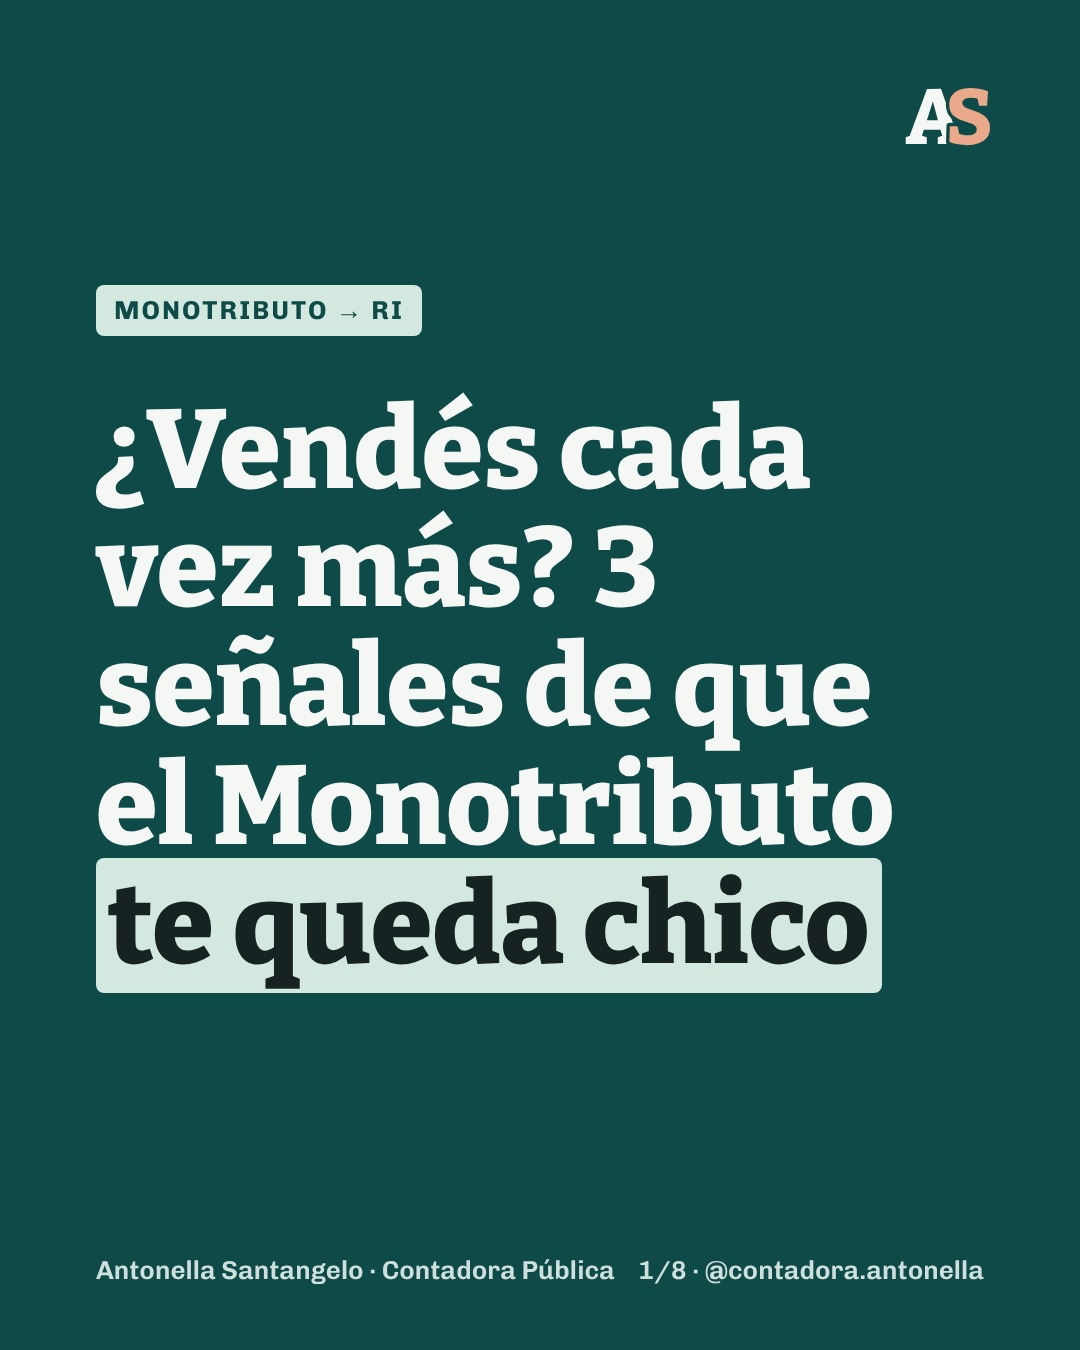 AS
MONOTRIBUTO → RI
¿Vendés cada
vez más? 3
señales de que
el Monotributo
te queda chico
Antonella Santangelo · Contadora Pública 1/8 · @contadora.antonella